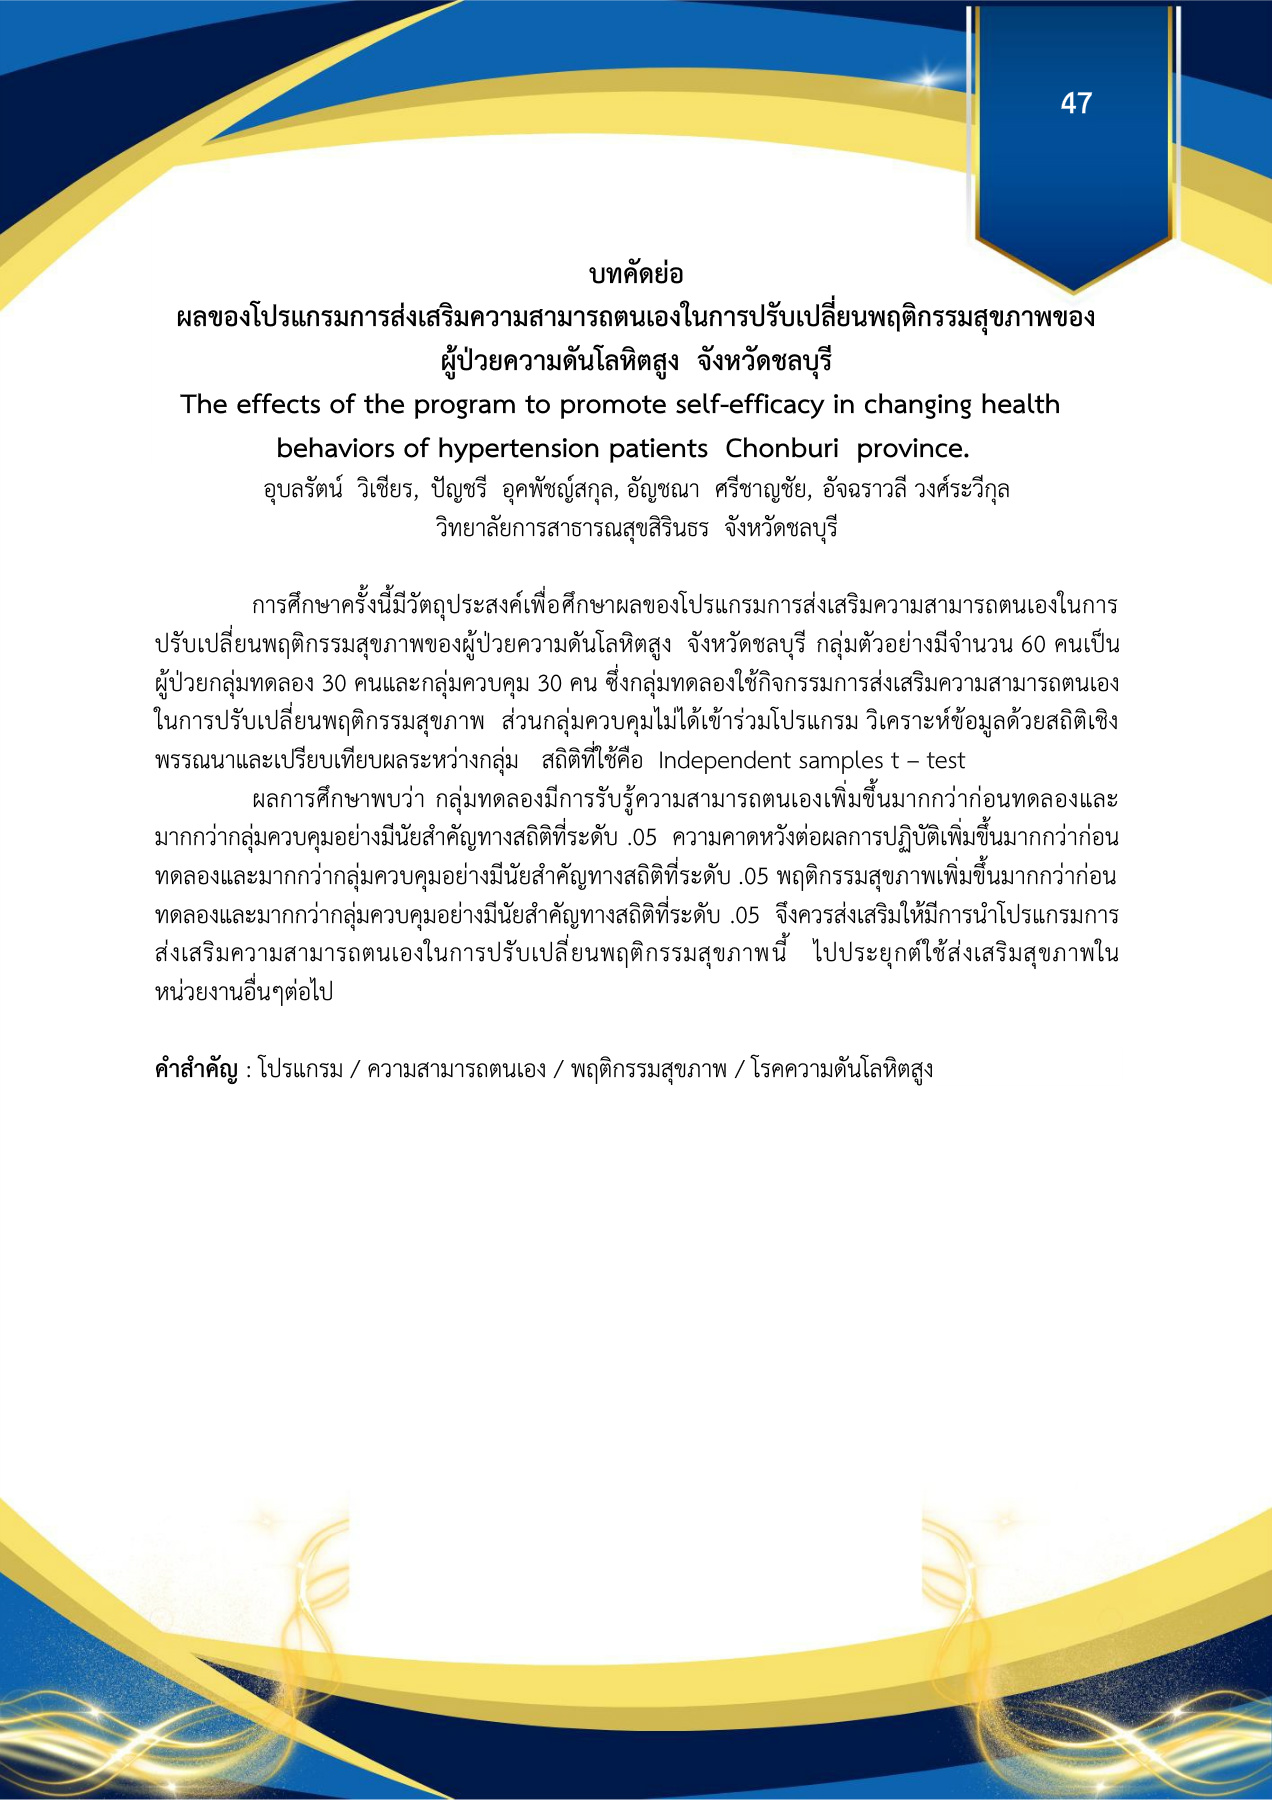 47
บทคัดย่อ
ผลของโปรแกรมการส่งเสริมความสามารถตนเองในการปรับเปลี่ยนพฤติกรรมสุขภาพของ
ผู้ป่วยความดันโลหิตสูง จังหวัดชลบุรี
The effects of the program to promote self-efficacy in changing health
behaviors of hypertension patients Chonburi province.
อุบลรัตน์ วิเชียร, ปัญชรี อุคพัชญ์สกุล, อัญชณา ศรีชาญชัย, อัจฉราวลี วงศ์ระวีกุล
วิทยาลัยการสาธารณสุขสิรินธร จังหวัดชลบุรี
การศึกษาครั้งนี้มีวัตถุประสงค์เพื่อศึกษาผลของโปรแกรมการส่งเสริมความสามารถตนเองในการ
ปรับเปลี่ยนพฤติกรรมสุขภาพของผู้ป่วยความดันโลหิตสูง จังหวัดชลบุรี กลุ่มตัวอย่างมีจำนวน 60 คนเป็น
ผู้ป่วยกลุ่มทดลอง 30 คนและกลุ่มควบคุม 30 คน ซึ่งกลุ่มทดลองใช้กิจกรรมการส่งเสริมความสามารถตนเอง
ในการปรับเปลี่ยนพฤติกรรมสุขภาพ ส่วนกลุ่มควบคุมไม่ได้เข้าร่วมโปรแกรม วิเคราะห์ข้อมูลด้วยสถิติเชิง
พรรณนาและเปรียบเทียบผลระหว่างกลุ่ม สถิติที่ใช้คือ Independent samples t – test
ผลการศึกษาพบว่า กลุ่มทดลองมีการรับรู้ความสามารถตนเองเพิ่มขึ้นมากกว่าก่อนทดลองและ
มากกว่ากลุ่มควบคุมอย่างมีนัยสำคัญทางสถิติที่ระดับ .05 ความคาดหวังต่อผลการปฏิบัติเพิ่มขึ้นมากกว่าก่อน
ทดลองและมากกว่ากลุ่มควบคุมอย่างมีนัยสำคัญทางสถิติที่ระดับ .05 พฤติกรรมสุขภาพเพิ่มขึ้นมากกว่าก่อน
ทดลองและมากกว่ากลุ่มควบคุมอย่างมีนัยสำคัญทางสถิติที่ระดับ .05 จึงควรส่งเสริมให้มีการนำโปรแกรมการ
ส่งเสริมความสามารถตนเองในการปรับเปลี่ยนพฤติกรรมสุขภาพนี้ ไปประยุกต์ใช้ส่งเสริมสุขภาพใน
หน่วยงานอื่นๆต่อไป
คำสำคัญ : โปรแกรม / ความสามารถตนเอง / พฤติกรรมสุขภาพ / โรคความดันโลหิตสูง